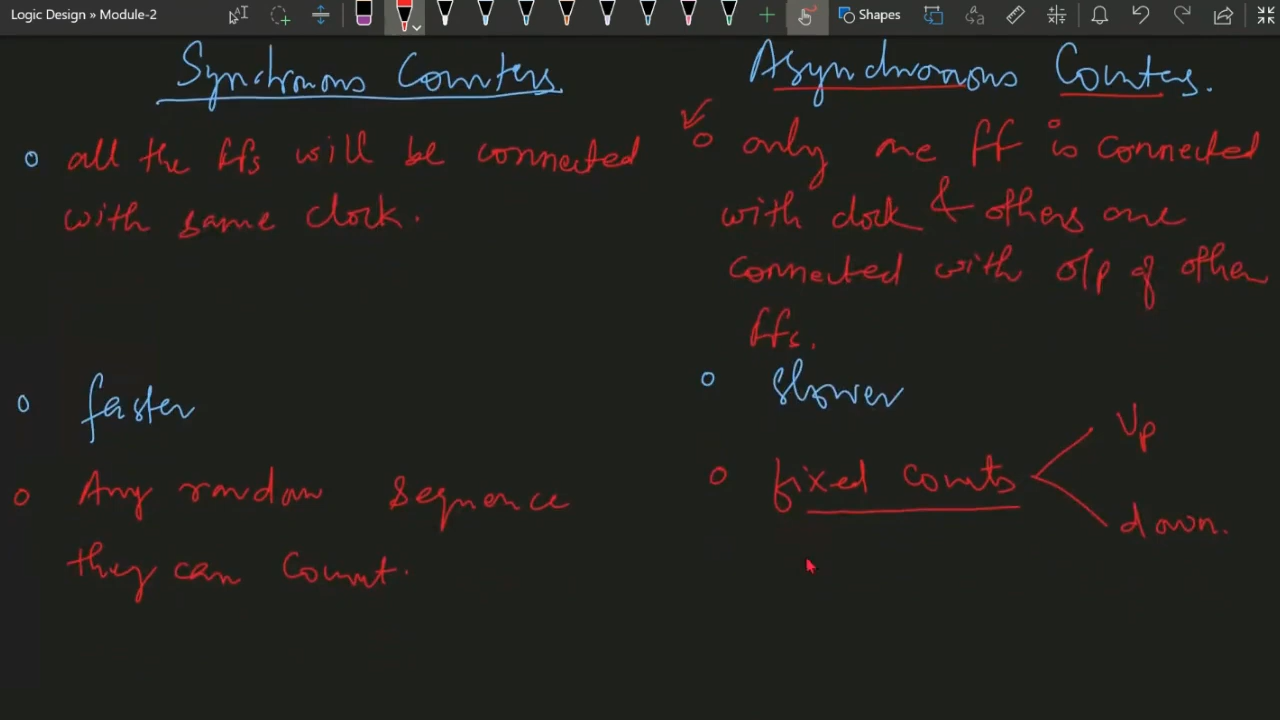 Logic Design » Module-2
Shapes
Synchronous Counters
all the ffs will be connected
with same clock.
faster
Any random sequence
they can count.
Asynchronous Counters.
only one ff is connected
with clock & others are
connected with o/p of other
ffs.
slower
fixed counts
Up
down.